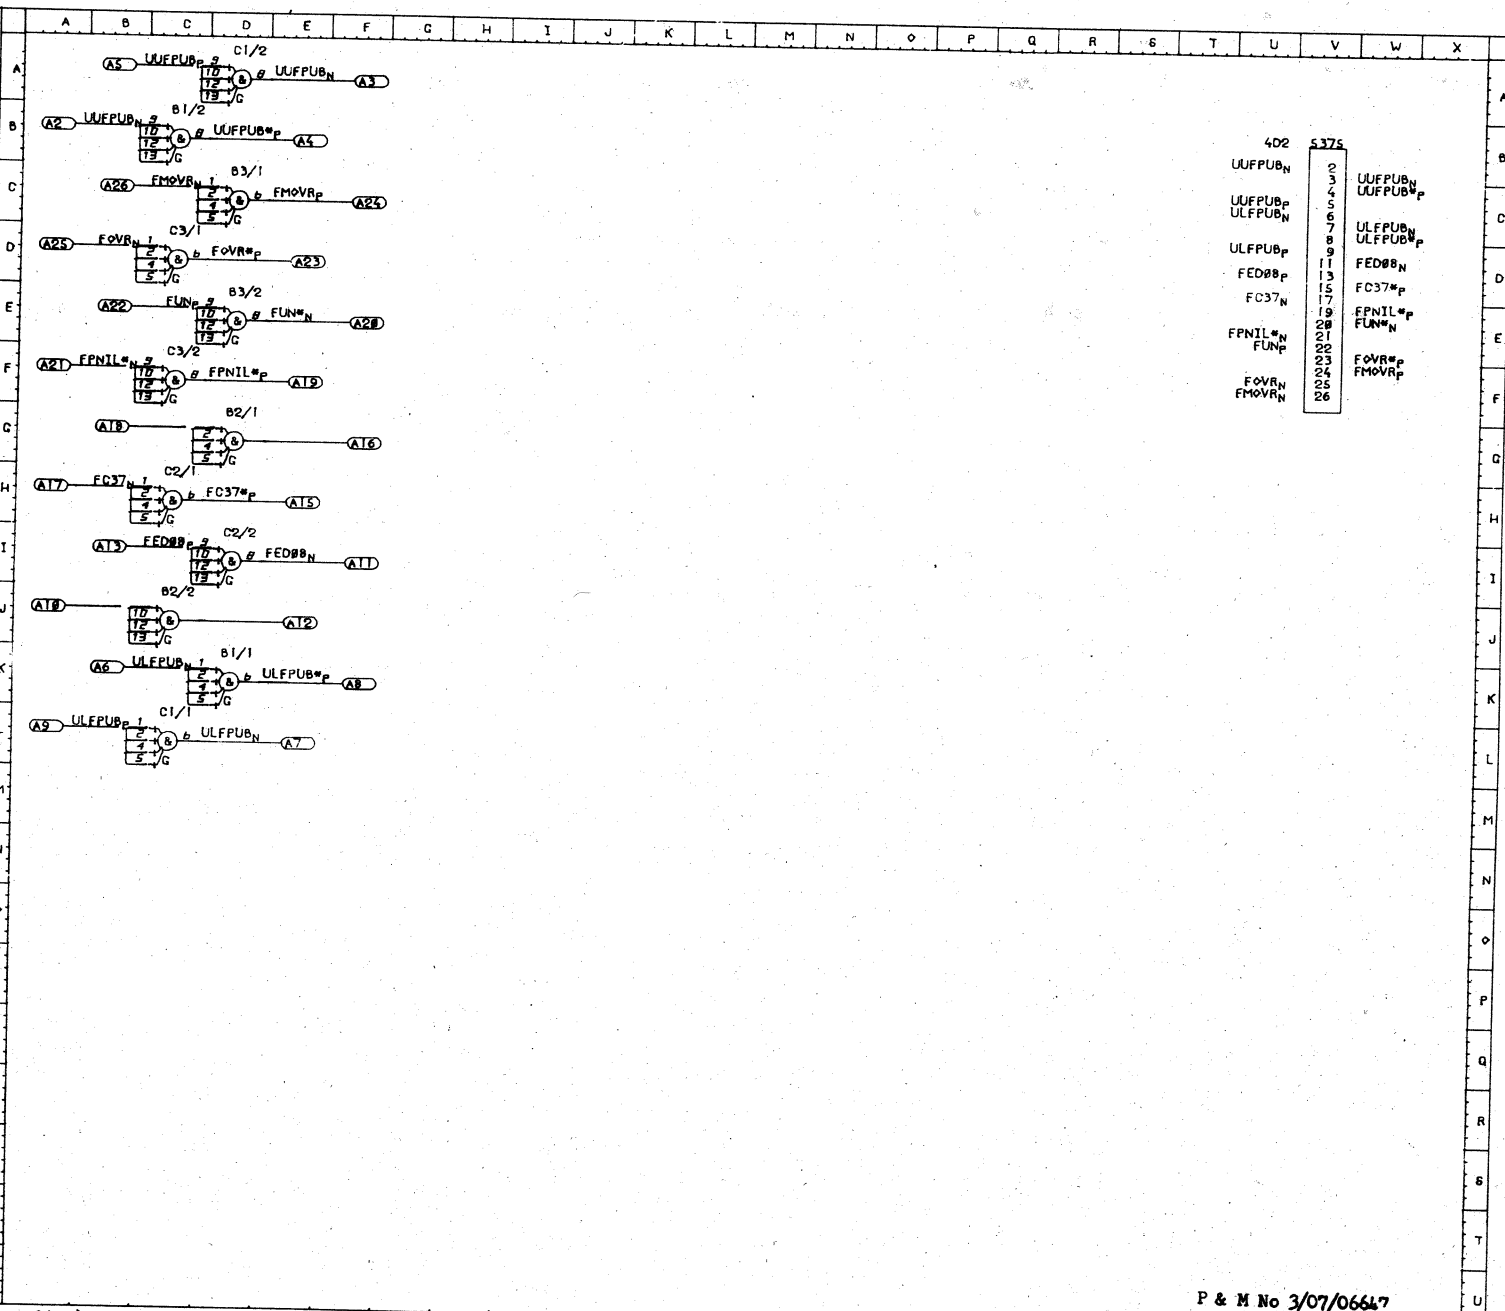 A B C D E F G H I J K L M N O P Q R S T U V W X
C1/2
A5 UUFPUBP 9 10 12 13 & G 8 UUFPUBN A3
B1/2
A2 UUFPUBN 9 10 12 13 & G 8 UUFPUB*P A4
B3/1
A26 FMOVRN 1 2 4 5 & G 6 FMOVRP A24
C3/1
A25 FOVRN 1 2 4 5 & G 6 FOVR*P A23
B3/2
A22 FUNP 9 10 12 13 & G 8 FUN*N A20
C3/2
A21 FPNIL*N 9 10 12 13 & G 8 FPNIL*P A19
B2/1
A18 2 4 5 & G A16
C2/1
A17 FC37N 1 2 4 5 & G 6 FC37*P A15
C2/2
A13 FED08P 9 10 12 13 & G 8 FED08N A11
B2/2
A10 10 12 13 & G A12
B1/1
A6 ULFPUBN 1 2 4 5 & G 6 ULFPUB*P A8
C1/1
A9 ULFPUBP 1 2 4 5 & G 6 ULFPUBN A7
4D2 S375
UUFPUBN 2
3 UUFPUBN
4 UUFPUB*P
UUFPUBP 5
ULFPUBN 6
7 ULFPUBN
8 ULFPUB*P
ULFPUBP 9
11 FED08N
FED08P 13
15 FC37*P
FC37N 17
19 FPNIL*P
20 FUN*N
FPNIL*N 21
FUNP 22
23 FOVR*P
24 FMOVRP
FOVRN 25
FMOVRN 26
A
B
C
D
E
F
G
H
I
J
K
A
B
C
D
E
F
G
H
I
J
K
L
M
N
O
P
Q
R
S
T
U
P & M No 3/07/06647